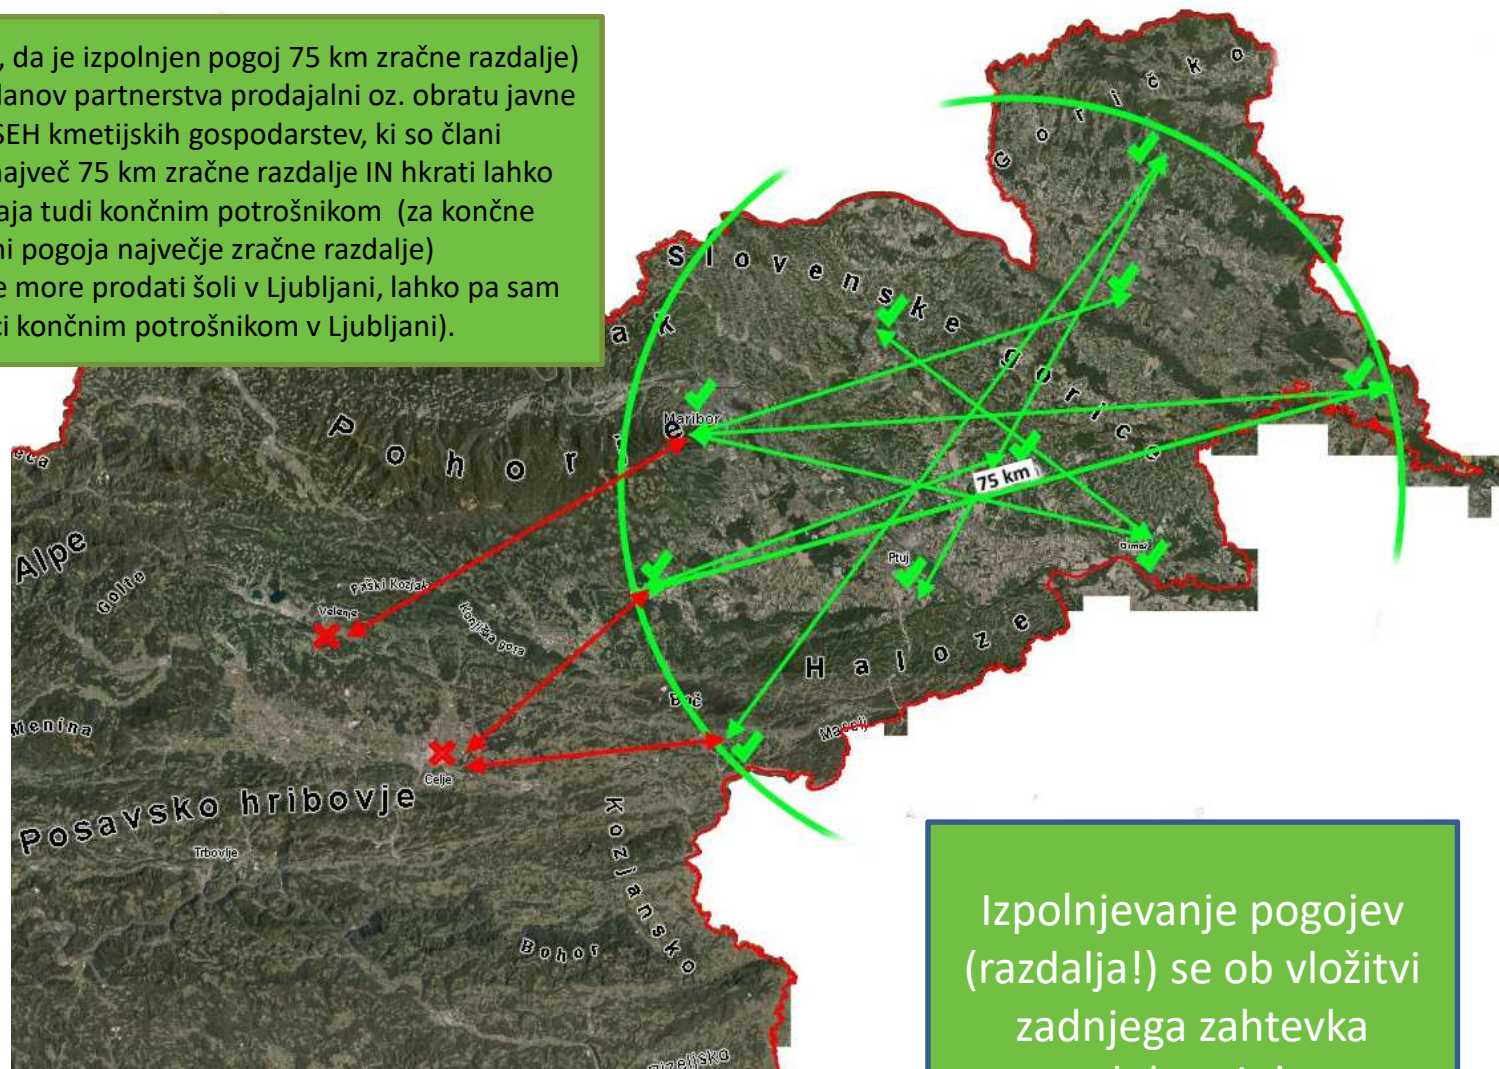 , da je izpolnjen pogoj 75 km zračne razdalje)
lanov partnerstva prodajalni oz. obratu javne
SEH kmetijskih gospodarstev, ki so člani
največ 75 km zračne razdalje IN hkrati lahko
aja tudi končnim potrošnikom (za končne
ni pogoja največje zračne razdalje)
e more prodati šoli v Ljubljani, lahko pa sam
ci končnim potrošnikom v Ljubljani).
Goričko
Slovenske gorice
Pohorje
Maribor
75 km
Ptuj
Alpe
Golte
Paški Kozjak
Velenje
Konjiška gora
Haloze
Boč
Macelj
Menina
Celje
Posavsko hribovje
Trbovlje
Kozjansko
Bohor
Izpolnjevanje pogojev
(razdalja!) se ob vložitvi
zadnjega zahtevka